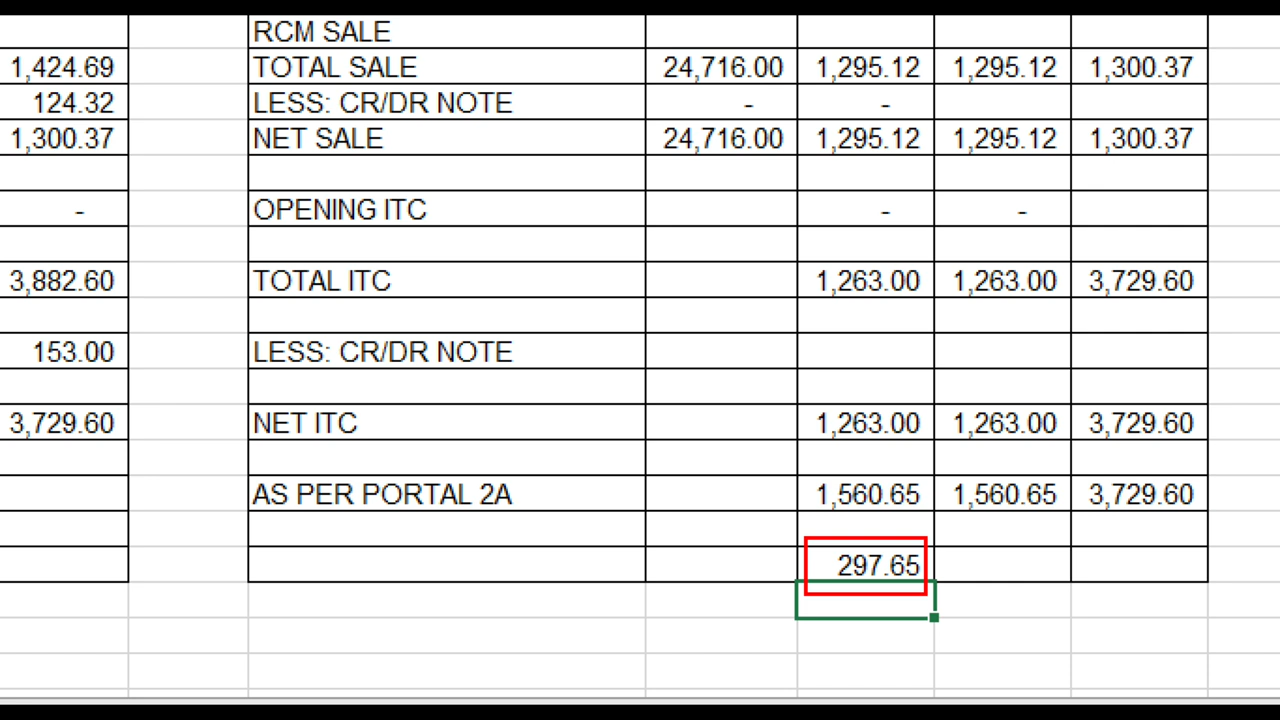 RCM SALE
1,424.69 TOTAL SALE 24,716.00 1,295.12 1,295.12 1,300.37
124.32 LESS: CR/DR NOTE - -
1,300.37 NET SALE 24,716.00 1,295.12 1,295.12 1,300.37
- OPENING ITC - -
3,882.60 TOTAL ITC 1,263.00 1,263.00 3,729.60
153.00 LESS: CR/DR NOTE
3,729.60 NET ITC 1,263.00 1,263.00 3,729.60
AS PER PORTAL 2A 1,560.65 1,560.65 3,729.60
297.65